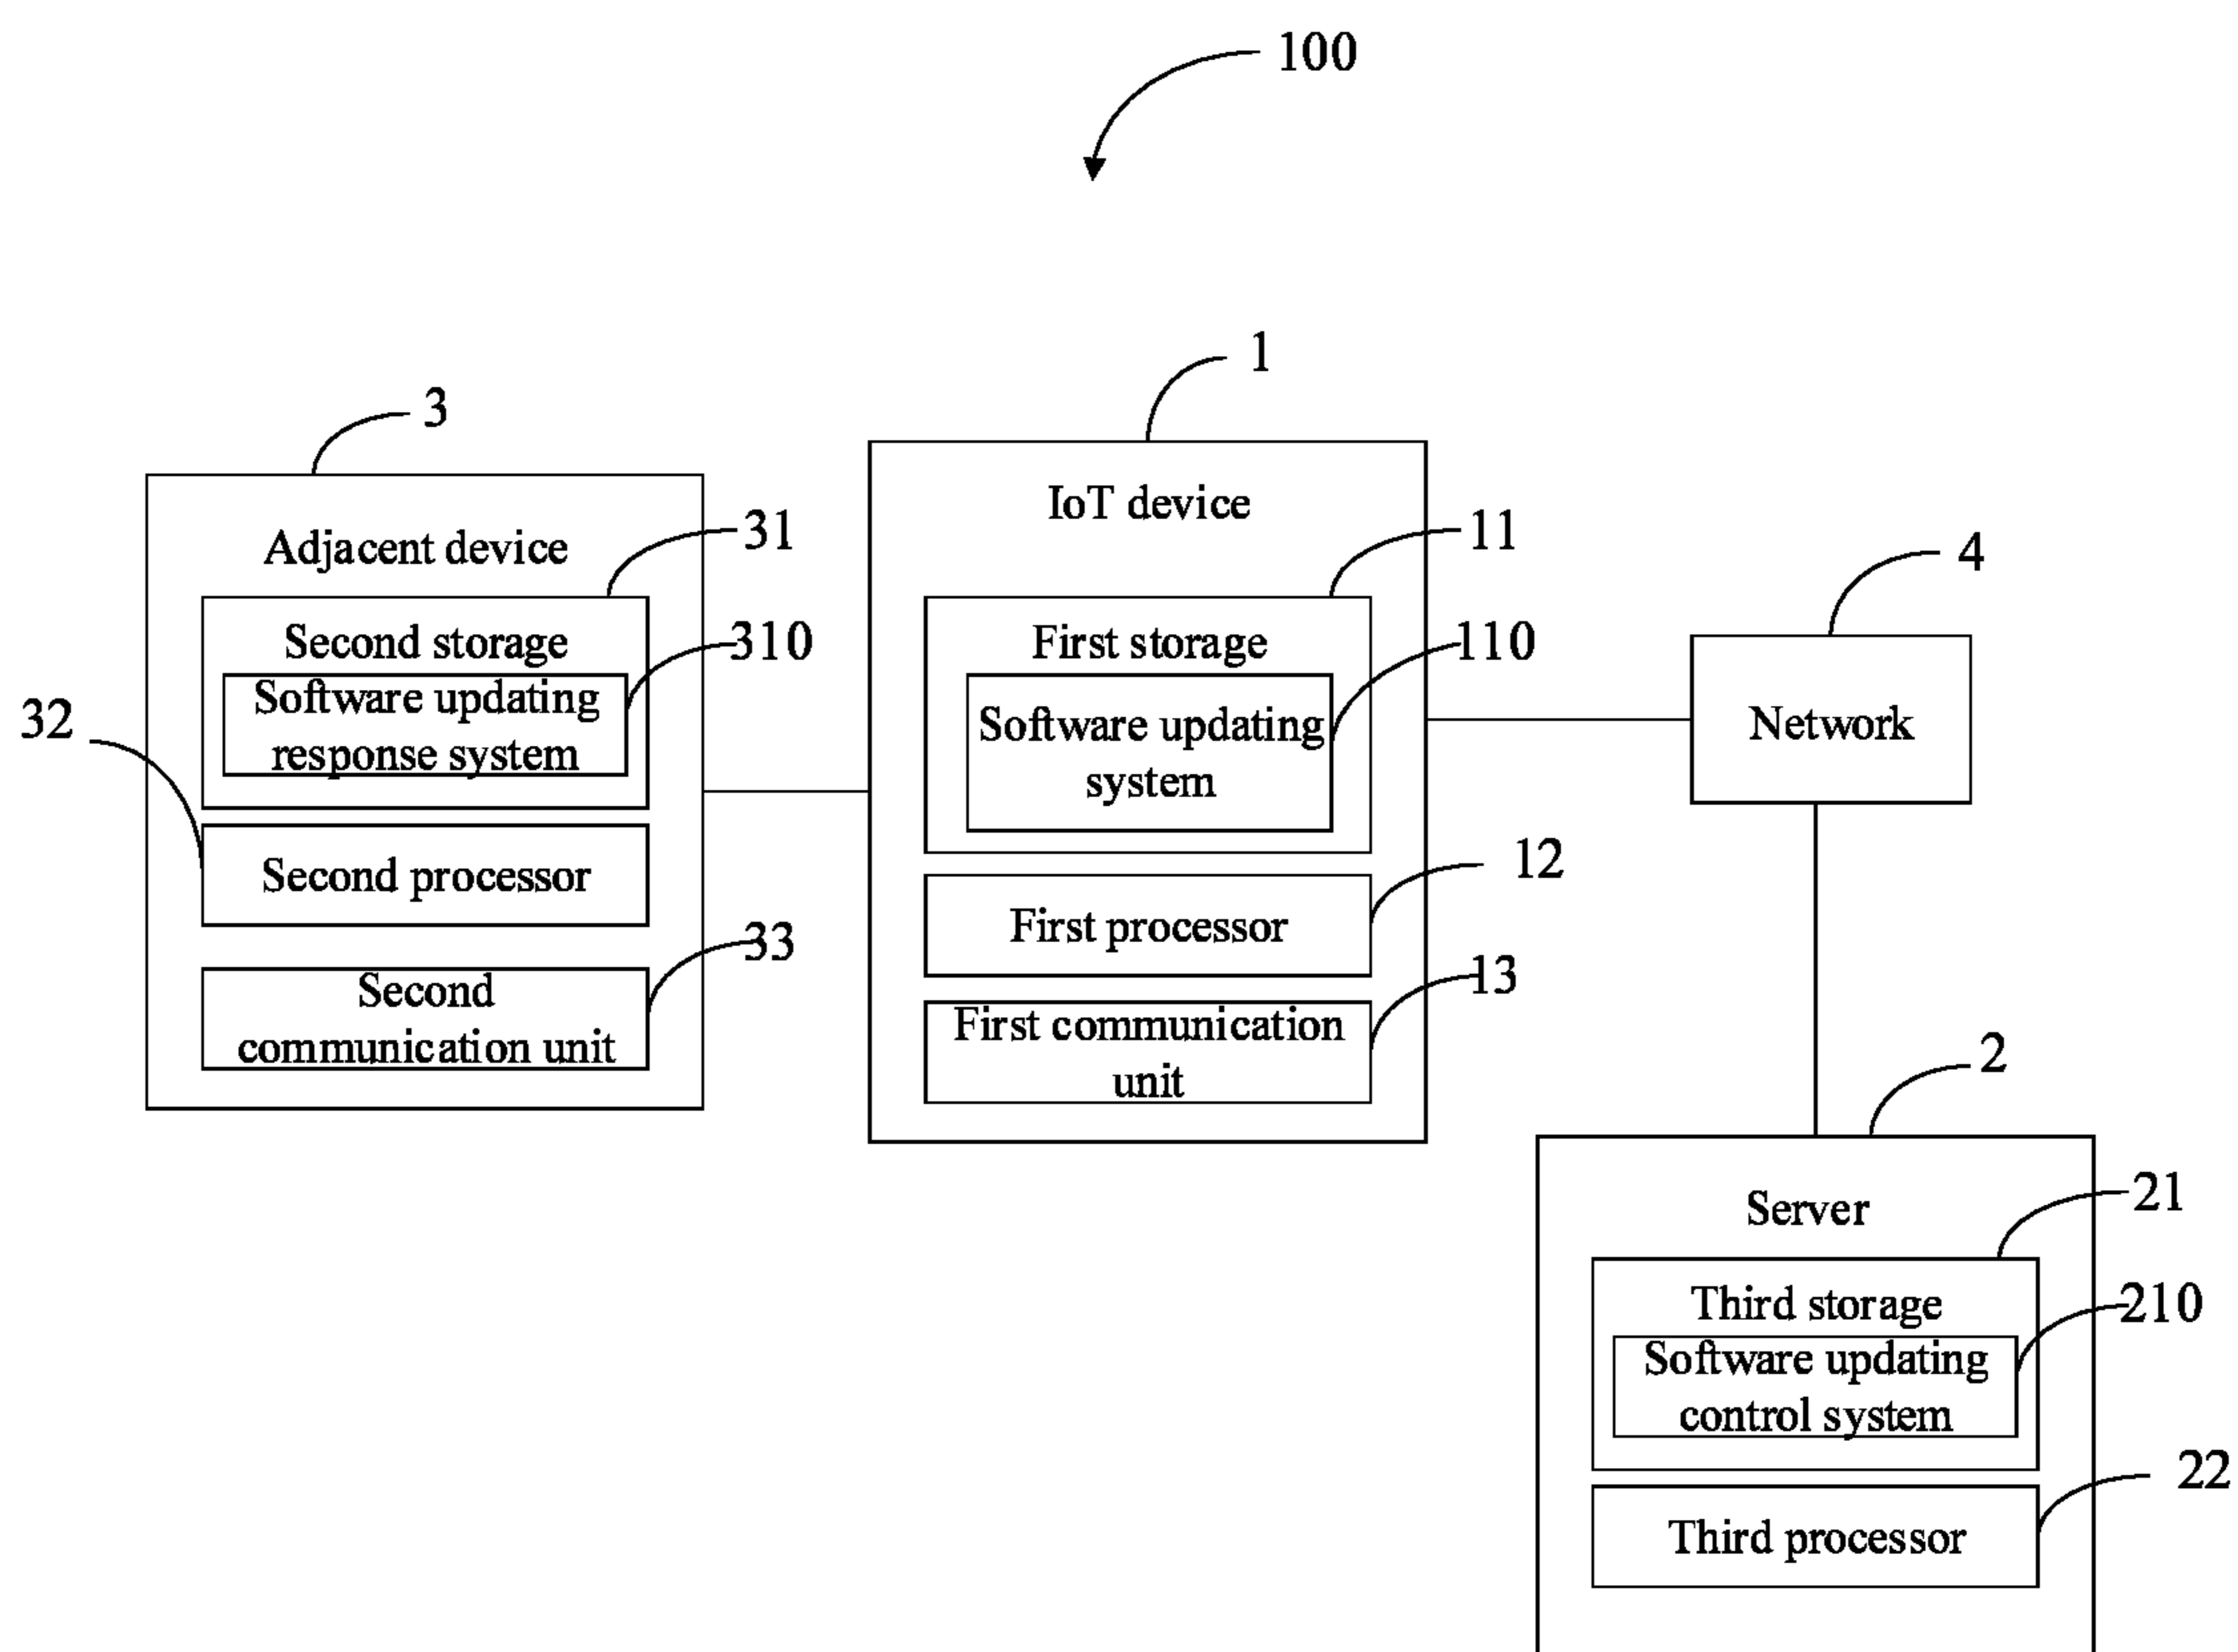 100
3
Adjacent device
31
Second storage
310
Software updating
response system
32
Second processor
33
Second
communication unit
1
IoT device
11
First storage
110
Software updating
system
12
First processor
13
First communication
unit
4
Network
2
Server
21
Third storage
210
Software updating
control system
22
Third processor